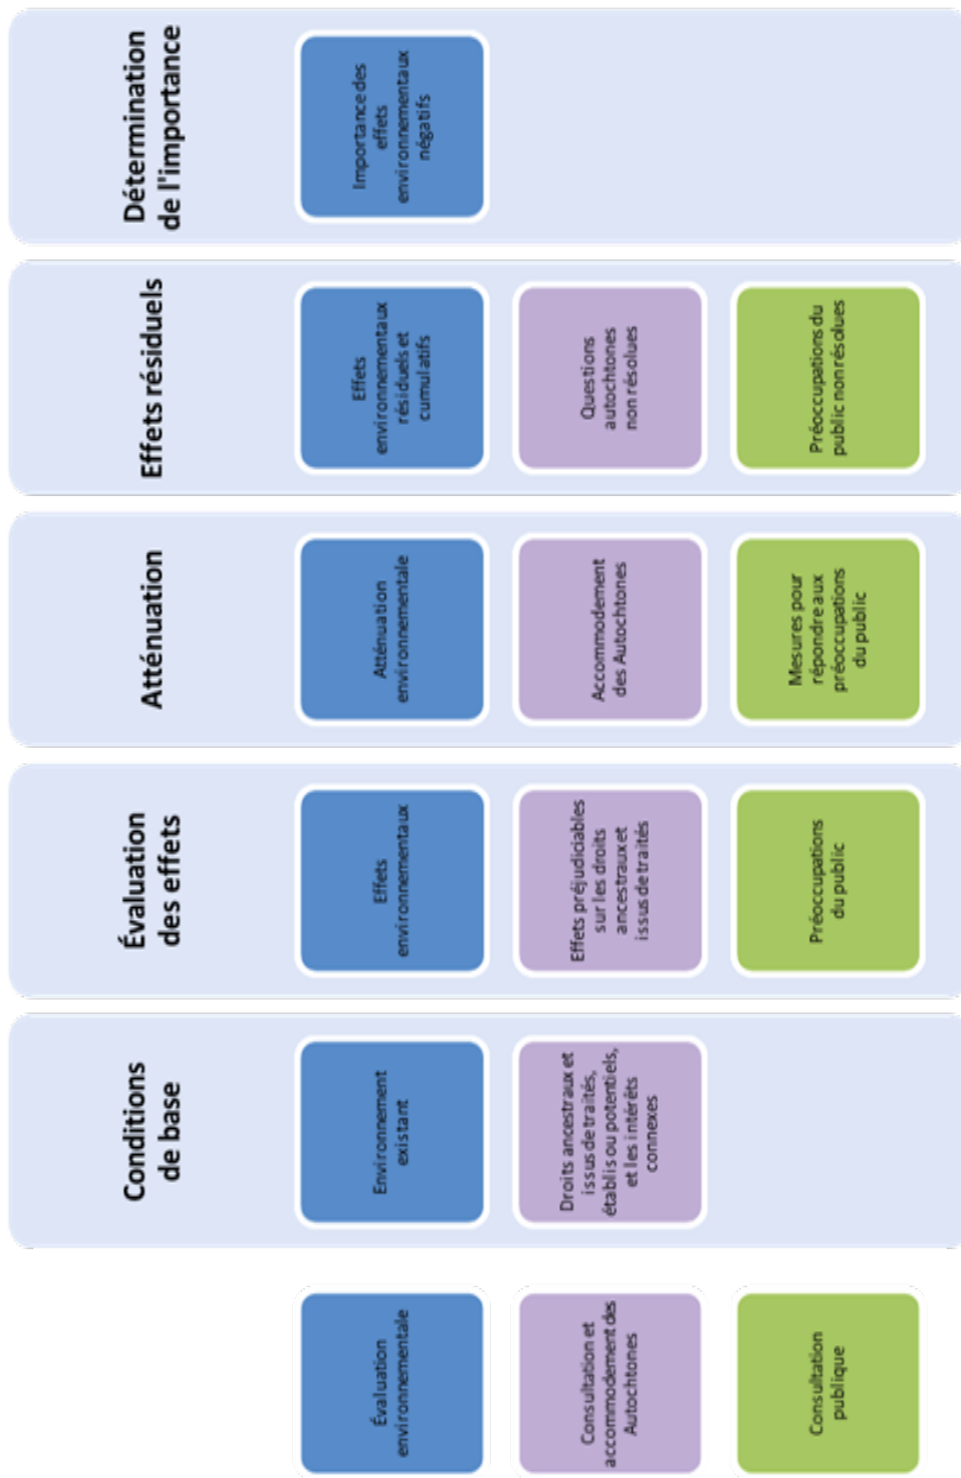 Conditions
de base
Évaluation
des effets
Atténuation
Effets résiduels
Détermination
de l'importance
Évaluation
environnementale
Environnement
existant
Effets
environnementaux
Atténuation
environnementale
Effets
environnementaux
résiduels et
cumulatifs
Importance des
effets
environnementaux
négatifs
Consultation et
accommodement des
Autochtones
Droits ancestraux et
issus de traités,
établis ou potentiels,
et les intérêts
connexes
Effets préjudiciables
sur les droits
ancestraux et
issus de traités
Accommodement
des Autochtones
Questions
autochtones
non résolues
Consultation
publique
Préoccupations
du public
Mesures pour
répondre aux
préoccupations
du public
Préoccupations du
public non résolues